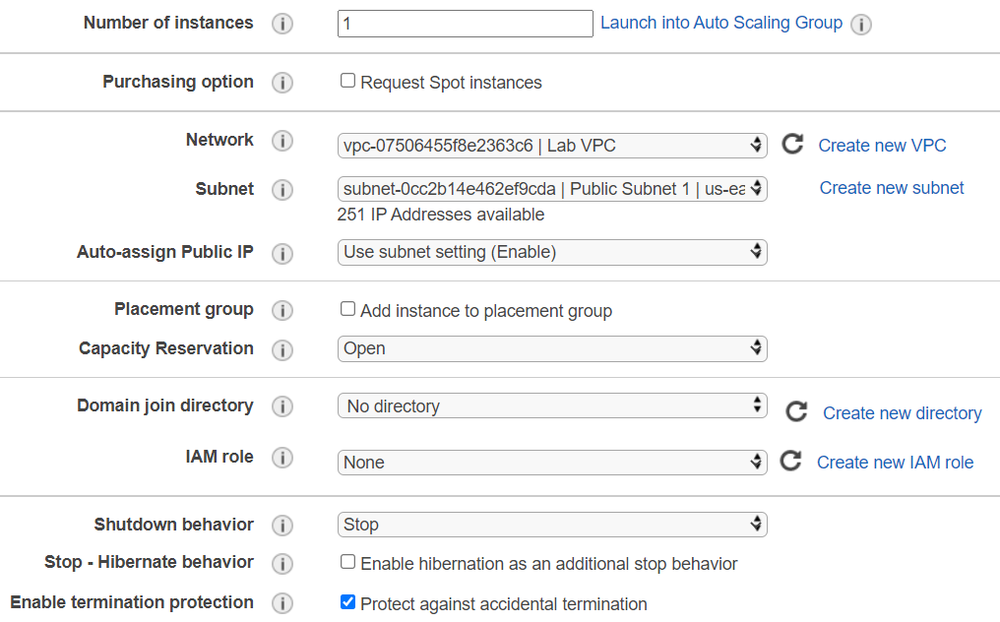 Number of instances 1 Launch into Auto Scaling Group
Purchasing option Request Spot instances
Network vpc-07506455f8e2363c6 | Lab VPC Create new VPC
Subnet subnet-0cc2b14e462ef9cda | Public Subnet 1 | us-ea Create new subnet
251 IP Addresses available
Auto-assign Public IP Use subnet setting (Enable)
Placement group Add instance to placement group
Capacity Reservation Open
Domain join directory No directory Create new directory
IAM role None Create new IAM role
Shutdown behavior Stop
Stop - Hibernate behavior Enable hibernation as an additional stop behavior
Enable termination protection Protect against accidental termination